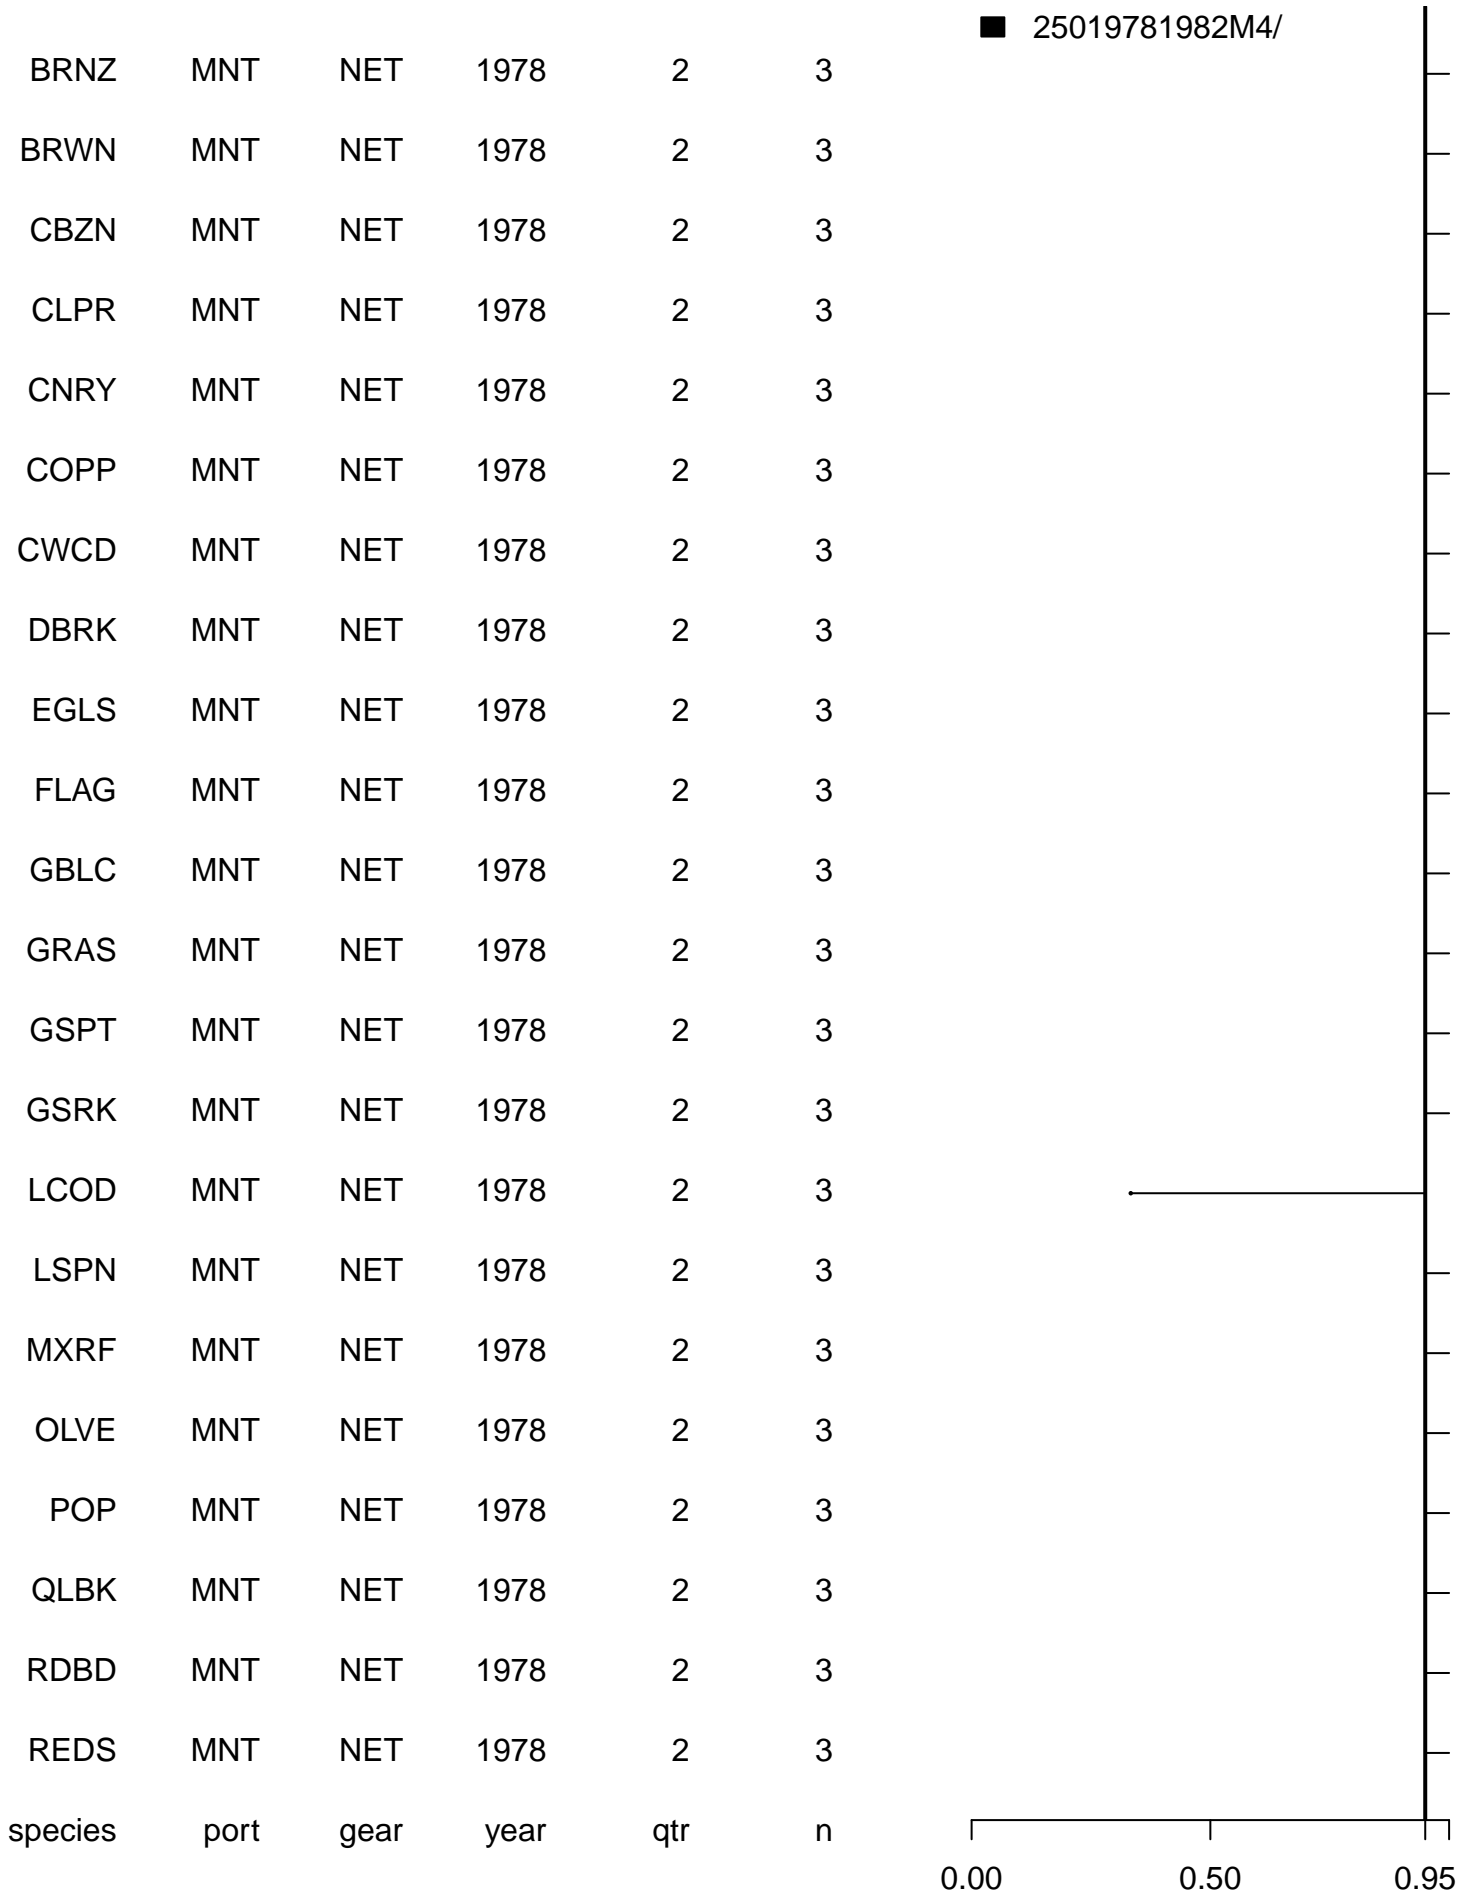 25019781982M4/
BRNZ MNT NET 1978 2 3
BRWN MNT NET 1978 2 3
CBZN MNT NET 1978 2 3
CLPR MNT NET 1978 2 3
CNRY MNT NET 1978 2 3
COPP MNT NET 1978 2 3
CWCD MNT NET 1978 2 3
DBRK MNT NET 1978 2 3
EGLS MNT NET 1978 2 3
FLAG MNT NET 1978 2 3
GBLC MNT NET 1978 2 3
GRAS MNT NET 1978 2 3
GSPT MNT NET 1978 2 3
GSRK MNT NET 1978 2 3
LCOD MNT NET 1978 2 3
LSPN MNT NET 1978 2 3
MXRF MNT NET 1978 2 3
OLVE MNT NET 1978 2 3
POP MNT NET 1978 2 3
QLBK MNT NET 1978 2 3
RDBD MNT NET 1978 2 3
REDS MNT NET 1978 2 3
species port gear year qtr n
0.00 0.50 0.95